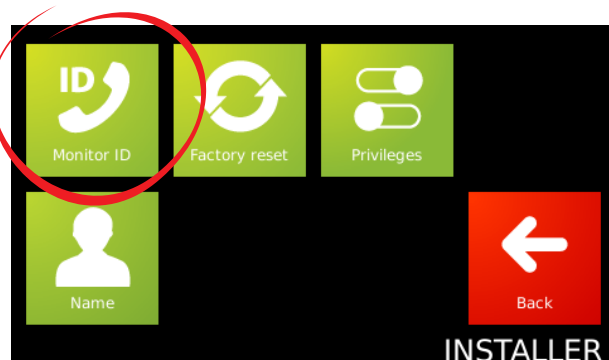 ID
Monitor ID
Factory reset
Privileges
Name
Back
INSTALLER